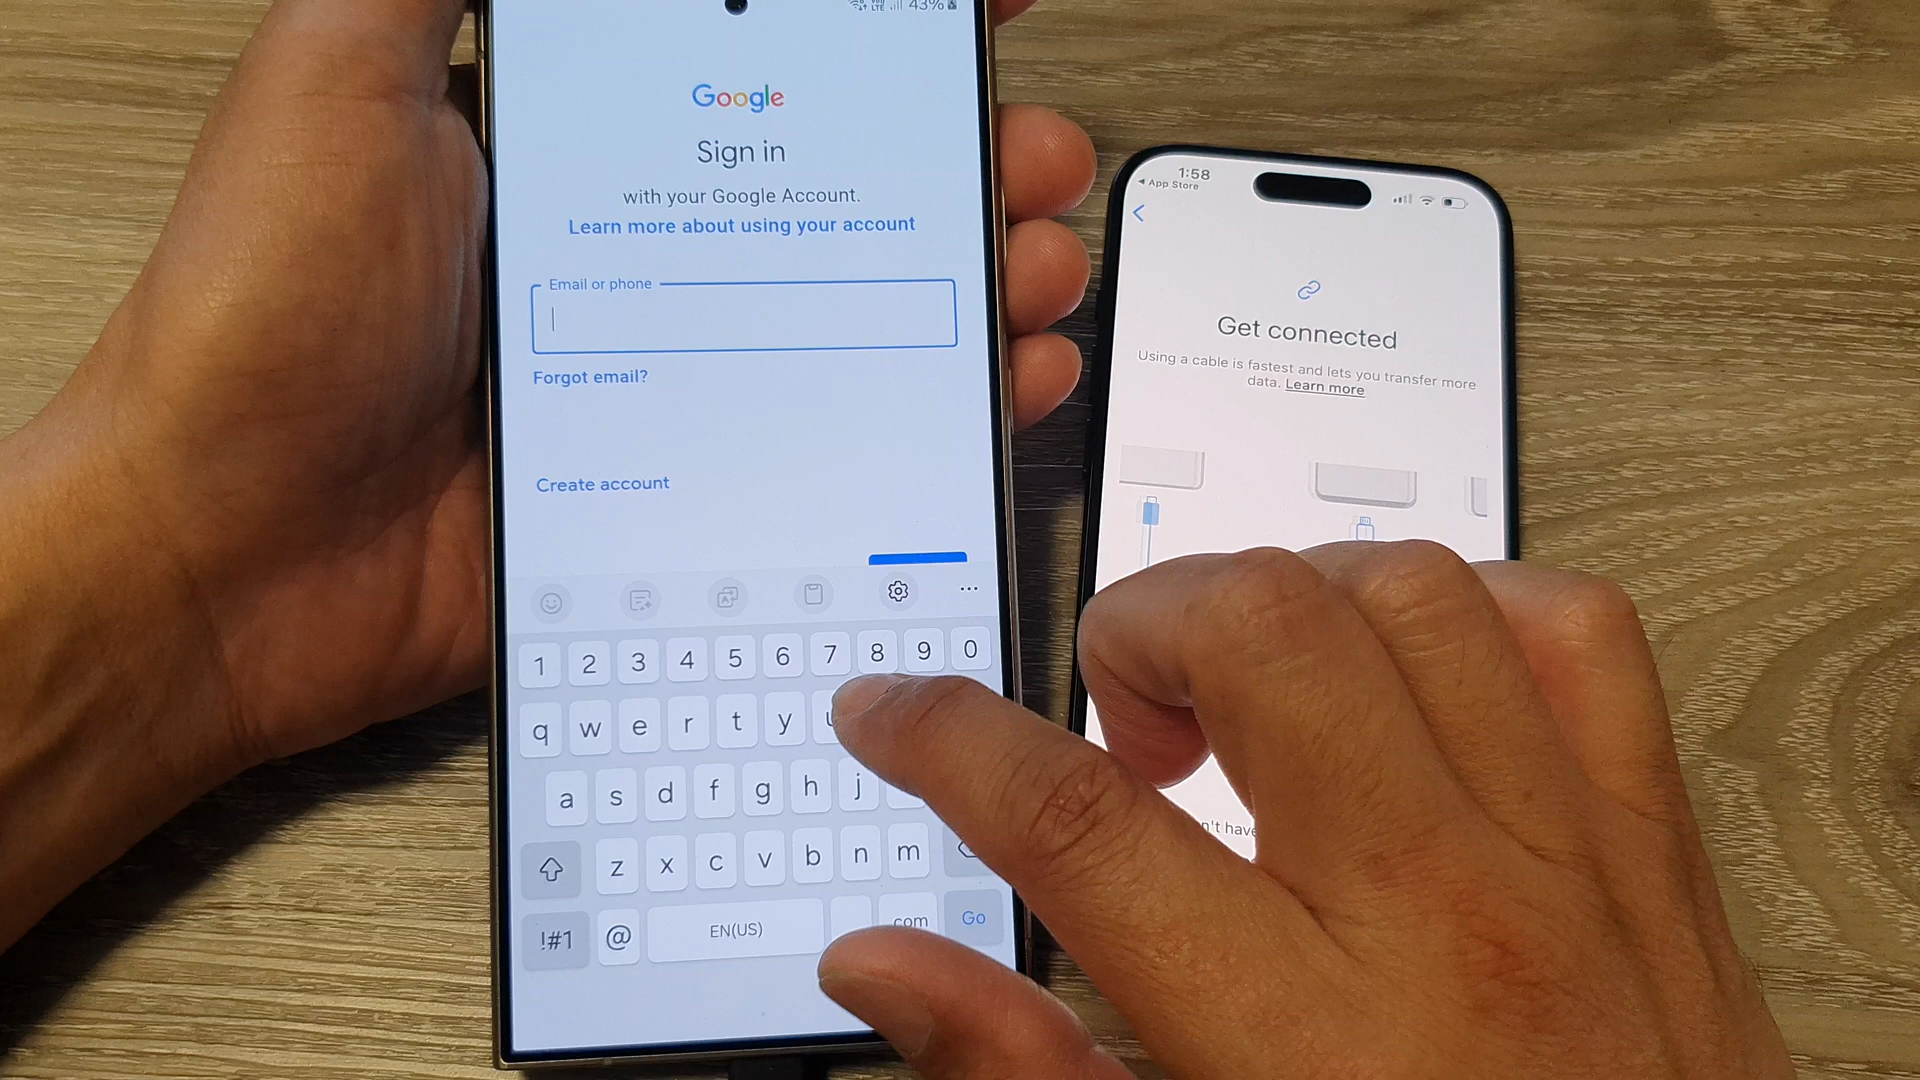 LTE 43%
Google
Sign in
with your Google Account.
Learn more about using your account
Email or phone
Forgot email?
Create account
1 2 3 4 5 6 7 8 9 0
q w e r t y u
a s d f g h j
z x c v b n m
!#1 @ EN(US) .com Go
1:58
App Store
Get connected
Using a cable is fastest and lets you transfer more
data. Learn more
n't have